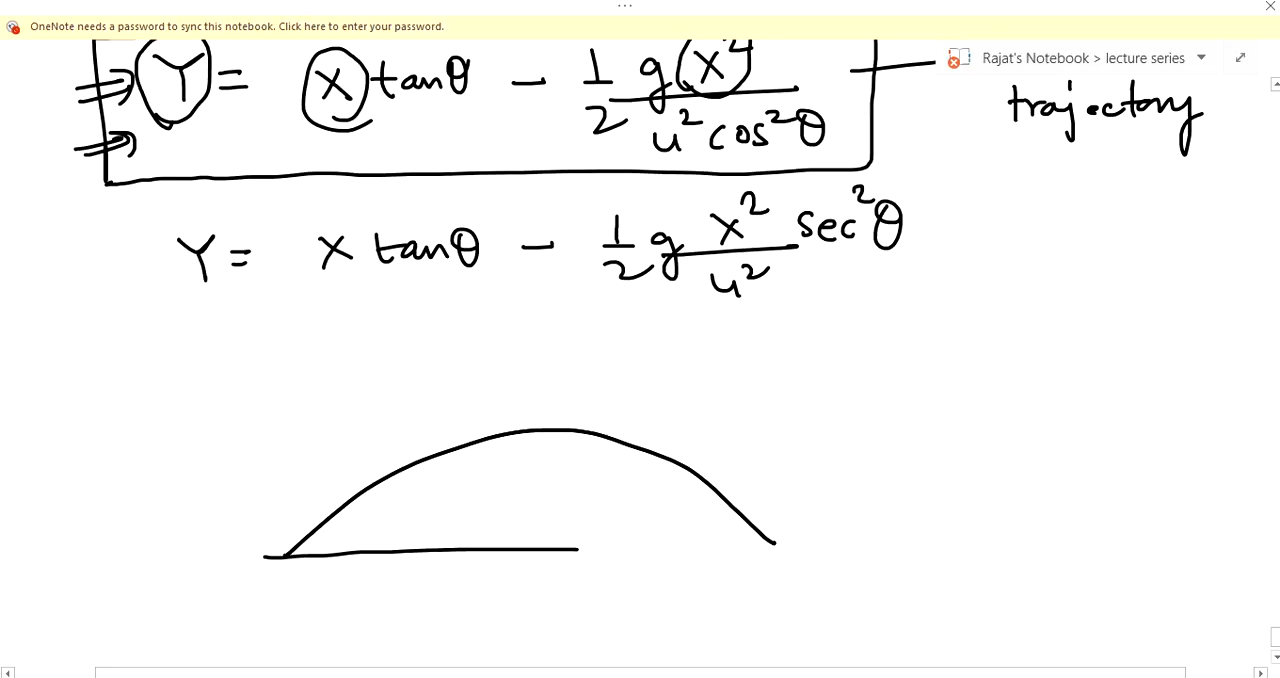 OneNote needs a password to sync this notebook. Click here to enter your password.
Rajat's Notebook > lecture series
Y = x tanθ - 1/2 g x² / u² cos²θ
trajectory
Y = x tanθ - 1/2 g x²/u² sec²θ